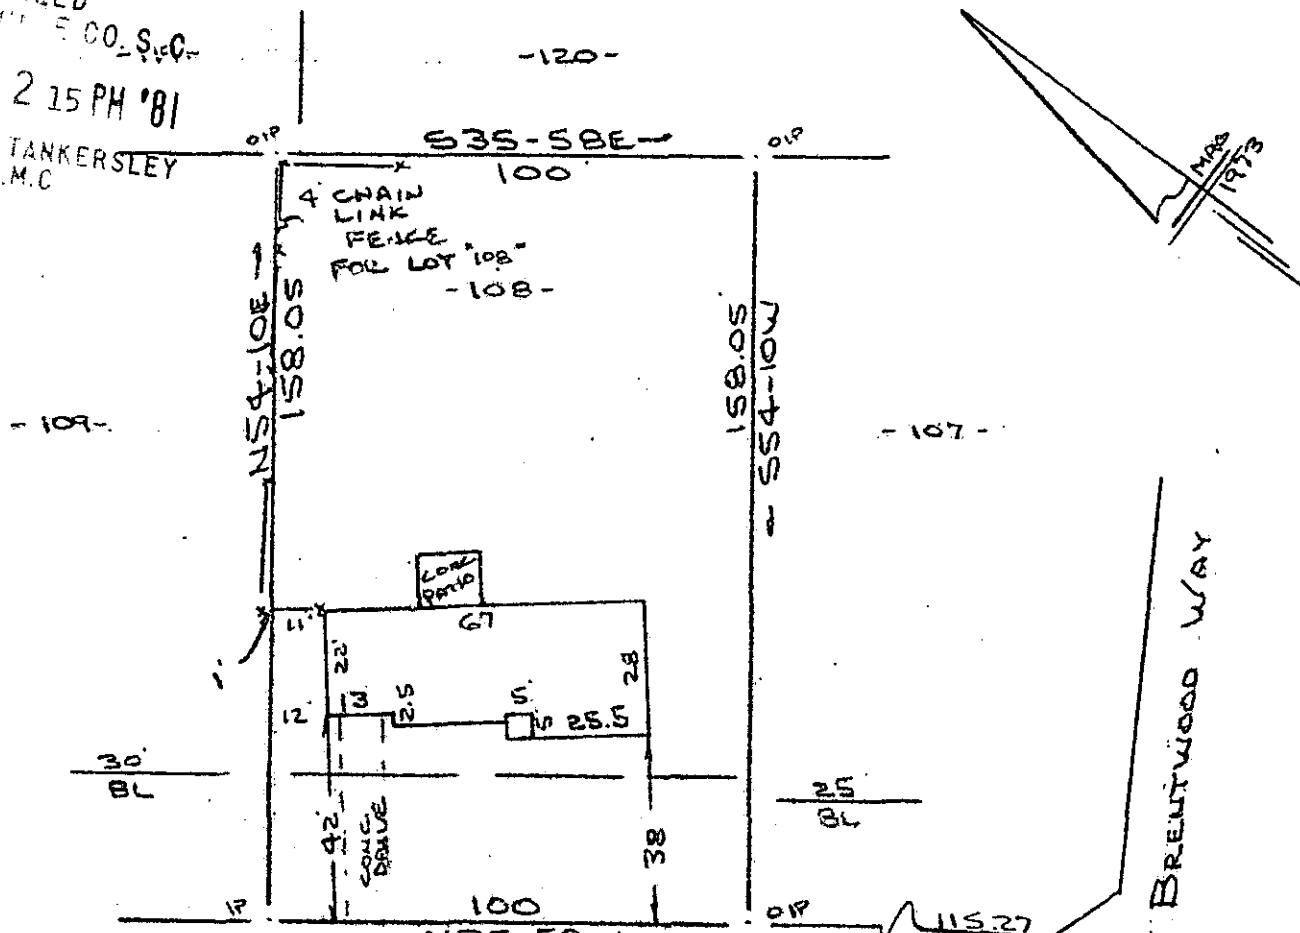 CO. S.C.
2 15 PM '81
TANKERSLEY
M.C
-120-
OIP
S35-58E
OIP
100
4' CHAIN
LINK
FENCE
FOR LOT "108"
-108-
MAG
1973
N54-10E
158.05
158.05
S54-10W
-109-
-107-
BRENTWOOD WAY
CONC
PATIO
11'
67
22'
28
12'
13
2.5
5
5
25.5
30'
BL
25
BL
42'
CONC
DRIVE
38
IP
100
OIP
115.27